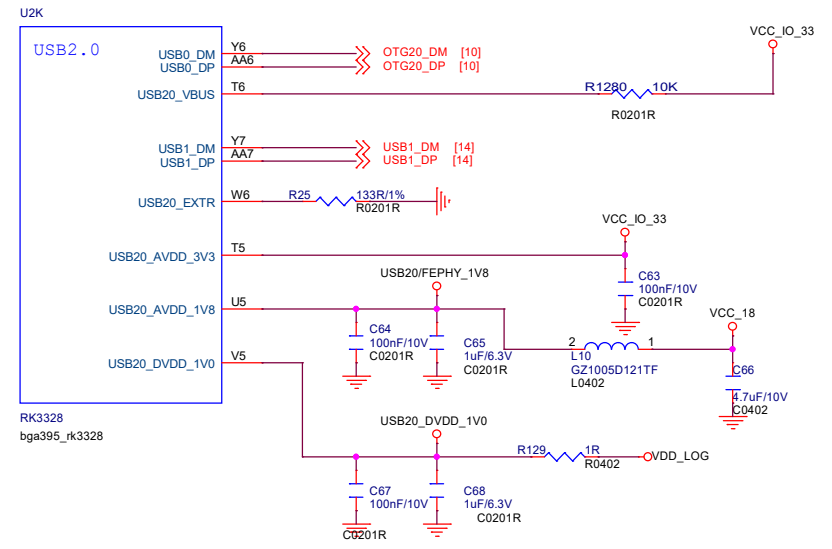 U2K
USB2.0
USB0_DM Y6 OTG20_DM [10]
USB0_DP AA6 OTG20_DP [10]
VCC_IO_33
USB20_VBUS T6 R1280 10K
R0201R
USB1_DM Y7 USB1_DM [14]
USB1_DP AA7 USB1_DP [14]
USB20_EXTR W6 R25 133R/1%
R0201R
VCC_IO_33
USB20_AVDD_3V3 T5
C63
100nF/10V
C0201R
USB20/FEPHY_1V8
USB20_AVDD_1V8 U5
VCC_18
C64
100nF/10V
C0201R
C65
1uF/6.3V
C0201R
2 1
L10
GZ1005D121TF
L0402
C66
4.7uF/10V
C0402
USB20_DVDD_1V0 V5
RK3328
bga395_rk3328
USB20_DVDD_1V0
R129 1R VDD_LOG
R0402
C67
100nF/10V
C0201R
C68
1uF/6.3V
C0201R